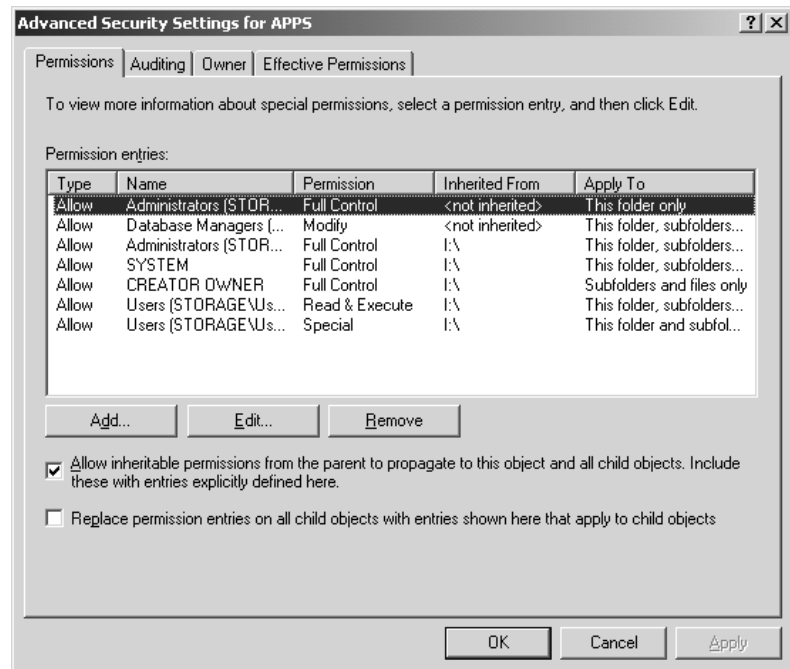 Advanced Security Settings for APPS
Permissions Auditing Owner Effective Permissions
To view more information about special permissions, select a permission entry, and then click Edit.
Permission entries:
Type Name Permission Inherited From Apply To
Allow Administrators (STOR... Full Control <not inherited> This folder only
Allow Database Managers (... Modify <not inherited> This folder, subfolders...
Allow Administrators (STOR... Full Control I:\ This folder, subfolders...
Allow SYSTEM Full Control I:\ This folder, subfolders...
Allow CREATOR OWNER Full Control I:\ Subfolders and files only
Allow Users (STORAGE\Us... Read & Execute I:\ This folder, subfolders...
Allow Users (STORAGE\Us... Special I:\ This folder and subfol...
Add... Edit... Remove
Allow inheritable permissions from the parent to propagate to this object and all child objects. Include
these with entries explicitly defined here.
Replace permission entries on all child objects with entries shown here that apply to child objects
OK Cancel Apply